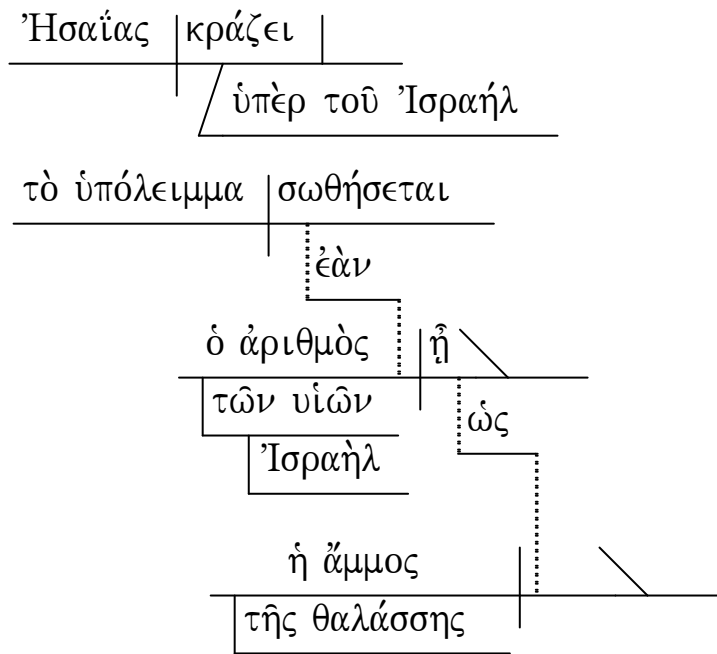 Ἠσαΐας κράζει
ὑπὲρ τοῦ Ἰσραήλ
τὸ ὑπόλειμμα σωθήσεται
ἐὰν
ὁ ἀριθμὸς ᾖ
τῶν υἱῶν
ὡς
Ἰσραὴλ
ἡ ἄμμος
τῆς θαλάσσης